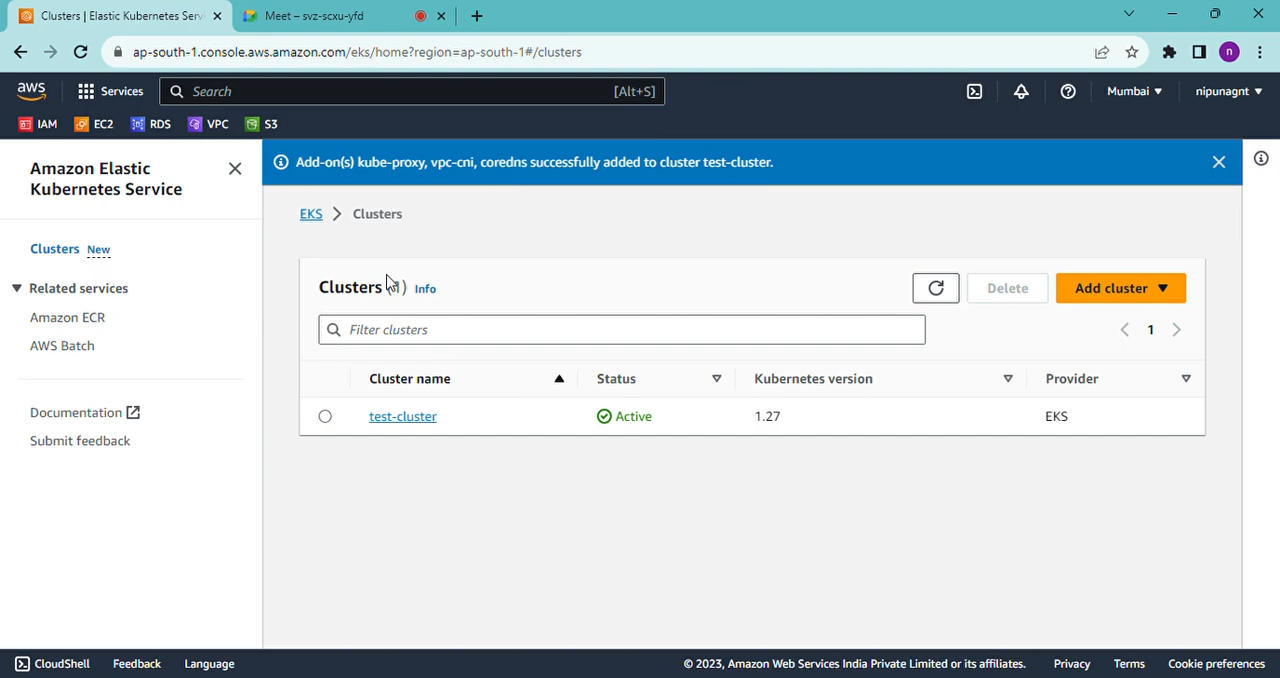 Clusters | Elastic Kubernetes Serv
Meet – svz-scxu-yfd
ap-south-1.console.aws.amazon.com/eks/home?region=ap-south-1#/clusters
n
aws
Services
Search
[Alt+S]
Mumbai
nipunagnt
IAM
EC2
RDS
VPC
S3
Amazon Elastic
Kubernetes Service
Clusters New
Related services
Amazon ECR
AWS Batch
Documentation
Submit feedback
Add-on(s) kube-proxy, vpc-cni, coredns successfully added to cluster test-cluster.
EKS > Clusters
Clusters (1) Info
Delete
Add cluster
Filter clusters
1
Cluster name Status Kubernetes version Provider
test-cluster Active 1.27 EKS
CloudShell Feedback Language
© 2023, Amazon Web Services India Private Limited or its affiliates. Privacy Terms Cookie preferences